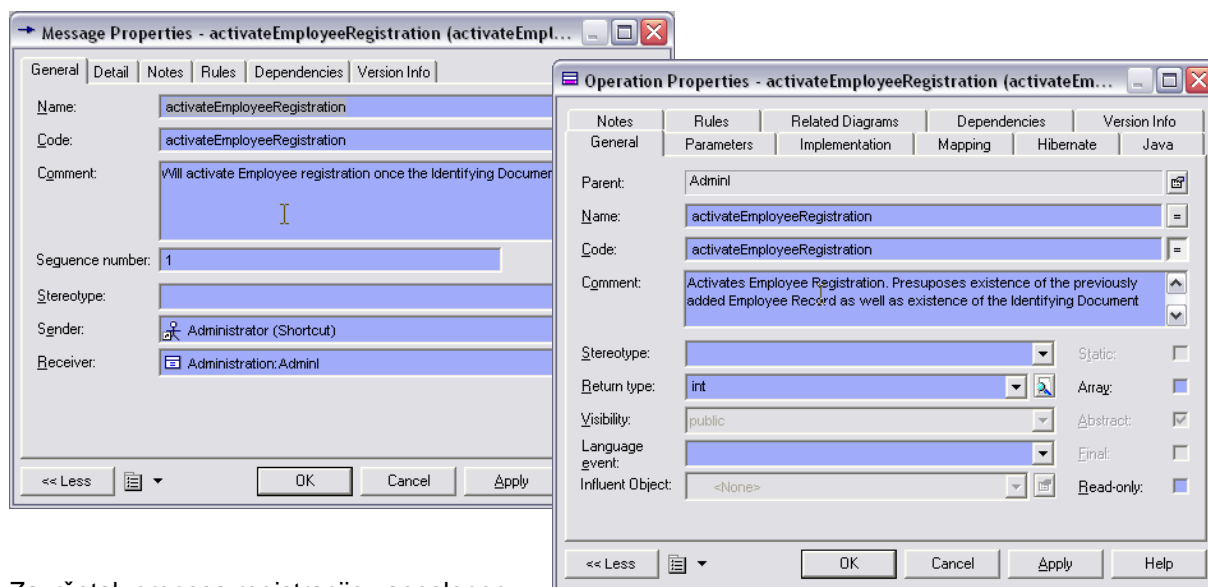 Message Properties - activateEmployeeRegistration (activateEmpl...
General Detail Notes Rules Dependencies Version Info
Name: activateEmployeeRegistration
Code: activateEmployeeRegistration
Comment: Will activate Employee registration once the Identifying Documen
Sequence number: 1
Stereotype:
Sender: Administrator (Shortcut)
Receiver: Administration:AdminI
<< Less OK Cancel Apply
Operation Properties - activateEmployeeRegistration (activateEm...
Notes Rules Related Diagrams Dependencies Version Info
General Parameters Implementation Mapping Hibernate Java
Parent: AdminI
Name: activateEmployeeRegistration =
Code: activateEmployeeRegistration =
Comment: Activates Employee Registration. Presuposes existence of the previously
added Employee Record as well as existence of the Identifying Document
Stereotype: Static:
Return type: int Array:
Visibility: public Abstract:
Language
event: Final:
Influent Object: <None> Read-only:
<< Less OK Cancel Apply Help